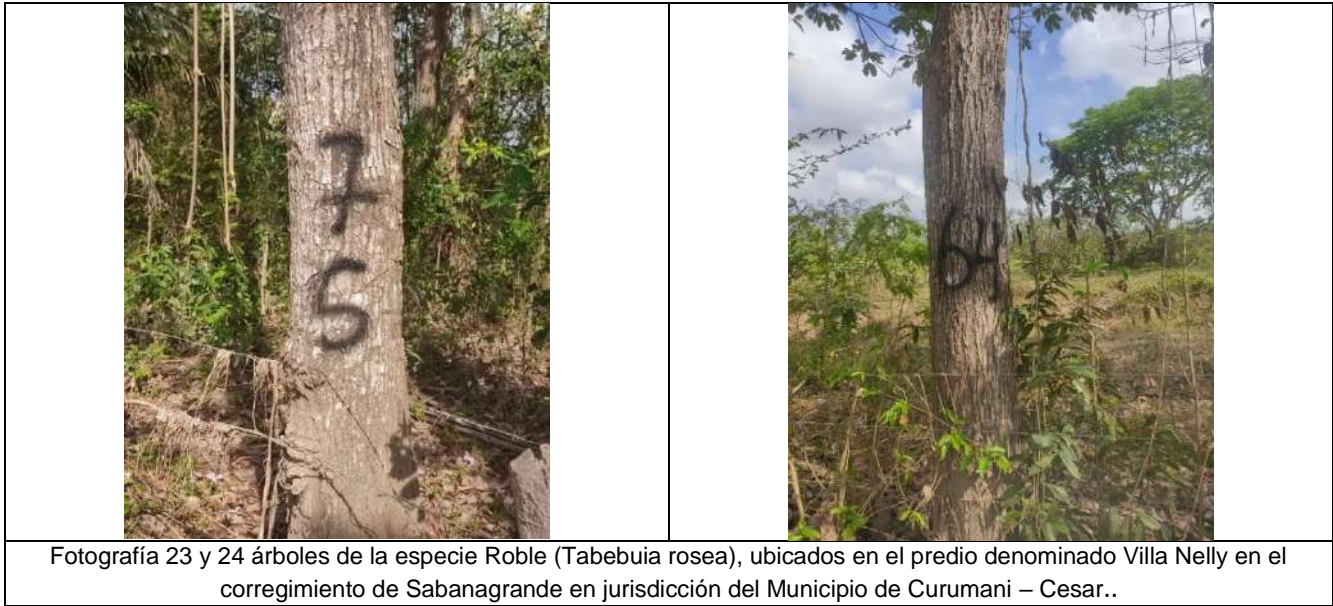 7
5
64
Fotografía 23 y 24 árboles de la especie Roble (Tabebuia rosea), ubicados en el predio denominado Villa Nelly en el
corregimiento de Sabanagrande en jurisdicción del Municipio de Curumani – Cesar..